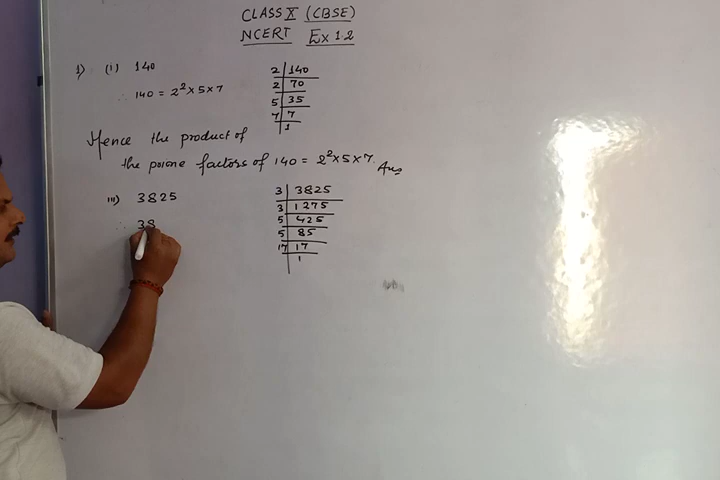 CLASS X (CBSE)
NCERT Ex 1.2
1) (i) 140
∴ 140 = 2² × 5 × 7
2 | 140
2 | 70
5 | 35
7 | 7
1
Hence the product of
the prime factors of 140 = 2² × 5 × 7. Ans
iii) 3825
∴ 38
3 | 3825
3 | 1275
5 | 425
5 | 85
17 | 17
1